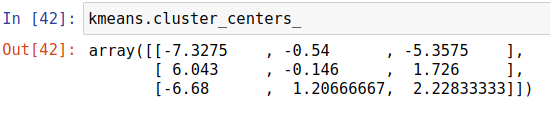 In [42]: kmeans.cluster_centers_
Out[42]: array([[-7.3275    , -0.54      , -5.3575    ],
[ 6.043     , -0.146     ,  1.726     ],
[-6.68      ,  1.20666667,  2.22833333]])